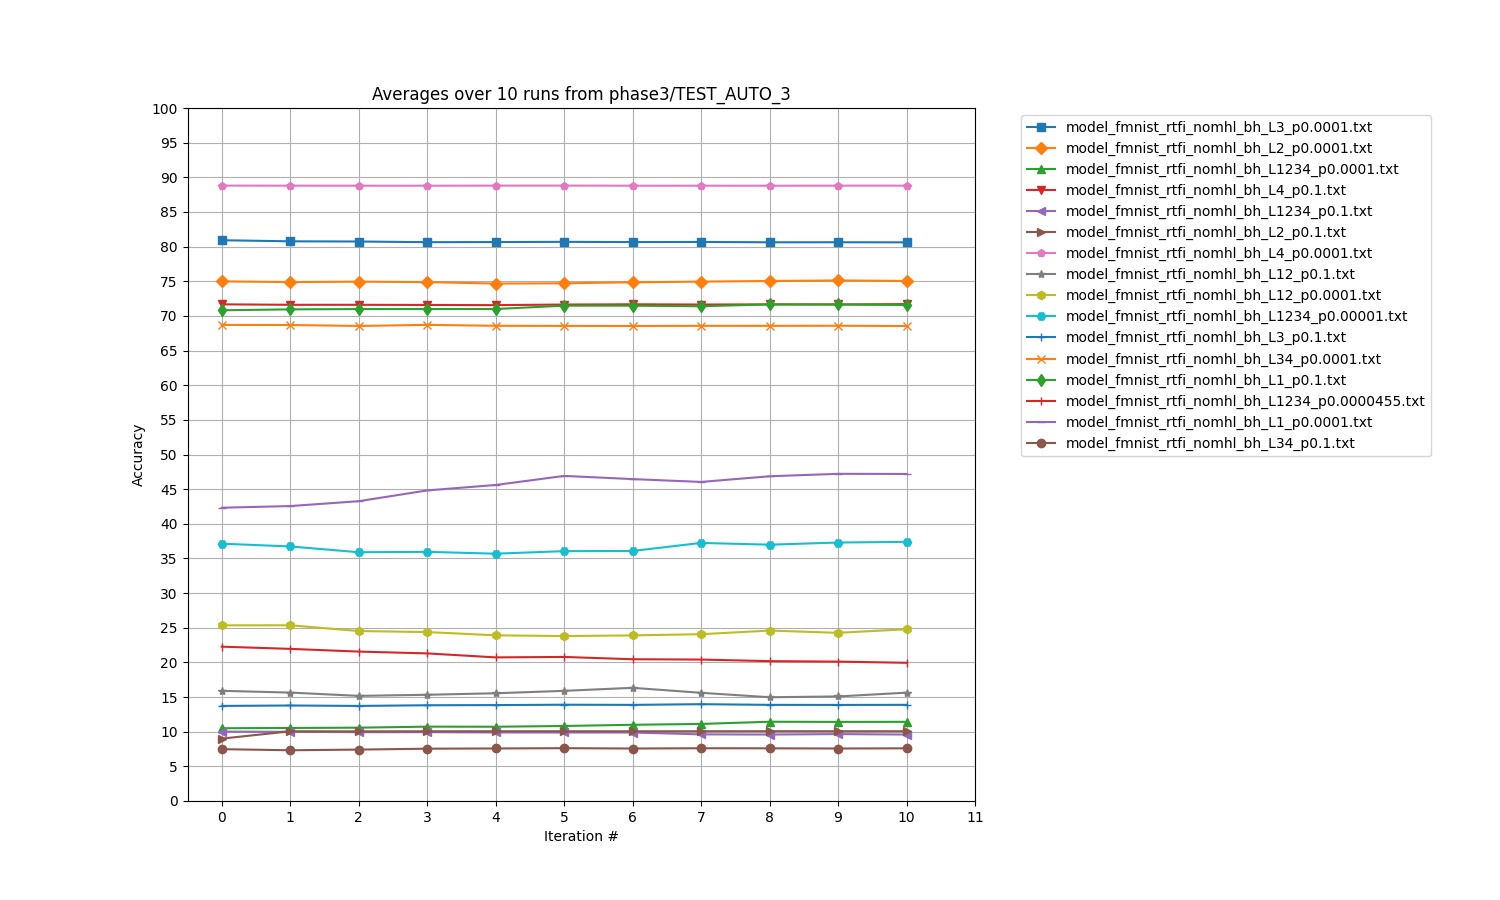 Averages over 10 runs from phase3/TEST_AUTO_3
100
95
90
85
80
75
70
65
60
55
50
45
40
35
30
25
20
15
10
5
0
Accuracy
0 1 2 3 4 5 6 7 8 9 10 11
Iteration #
model_fmnist_rtfi_nomhl_bh_L3_p0.0001.txt
model_fmnist_rtfi_nomhl_bh_L2_p0.0001.txt
model_fmnist_rtfi_nomhl_bh_L1234_p0.0001.txt
model_fmnist_rtfi_nomhl_bh_L4_p0.1.txt
model_fmnist_rtfi_nomhl_bh_L1234_p0.1.txt
model_fmnist_rtfi_nomhl_bh_L2_p0.1.txt
model_fmnist_rtfi_nomhl_bh_L4_p0.0001.txt
model_fmnist_rtfi_nomhl_bh_L12_p0.1.txt
model_fmnist_rtfi_nomhl_bh_L12_p0.0001.txt
model_fmnist_rtfi_nomhl_bh_L1234_p0.00001.txt
model_fmnist_rtfi_nomhl_bh_L3_p0.1.txt
model_fmnist_rtfi_nomhl_bh_L34_p0.0001.txt
model_fmnist_rtfi_nomhl_bh_L1_p0.1.txt
model_fmnist_rtfi_nomhl_bh_L1234_p0.0000455.txt
model_fmnist_rtfi_nomhl_bh_L1_p0.0001.txt
model_fmnist_rtfi_nomhl_bh_L34_p0.1.txt